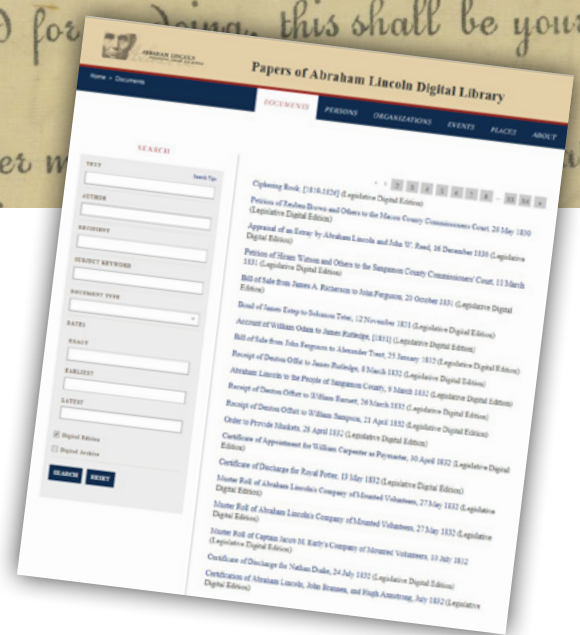 for doing, this shall be your
ABRAHAM LINCOLN
Papers of Abraham Lincoln Digital Library
Home > Documents
DOCUMENTS PERSONS ORGANIZATIONS EVENTS PLACES ABOUT
SEARCH
TEXT Search Tips
AUTHOR
RECIPIENT
SUBJECT KEYWORD
DOCUMENT TYPE
DATES
EXACT
EARLIEST
LATEST
Digital Edition
Digital Archive
SEARCH RESET
2 3 4 5 6 7 8 ... 33 34 »
Ciphering Book, [1819-1826] (Legislative Digital Edition)
Petition of Reuben Brown and Others to the Macon County Commissioners Court, 26 May 1830
(Legislative Digital Edition)
Appraisal of an Estray by Abraham Lincoln and John W. Reed, 16 December 1830 (Legislative
Digital Edition)
Petition of Hiram Watson and Others to the Sangamon County Commissioners' Court, 11 March
1831 (Legislative Digital Edition)
Bill of Sale from James A. Richerson to John Ferguson, 20 October 1831 (Legislative Digital
Edition)
Bond of James Estep to Solomon Teter, 12 November 1831 (Legislative Digital Edition)
Account of William Odam to James Rutledge, [1831] (Legislative Digital Edition)
Bill of Sale from John Ferguson to Alexander Trent, 25 January 1832 (Legislative Digital Edition)
Receipt of Denton Offut to James Rutledge, 8 March 1832 (Legislative Digital Edition)
Abraham Lincoln to the People of Sangamon County, 9 March 1832 (Legislative Digital Edition)
Receipt of Denton Offutt to William Barnett, 26 March 1832 (Legislative Digital Edition)
Receipt of Denton Offutt to William Sampson, 21 April 1832 (Legislative Digital Edition)
Order to Provide Muskets, 28 April 1832 (Legislative Digital Edition)
Certificate of Appointment for William Carpenter as Paymaster, 30 April 1832 (Legislative Digital
Edition)
Certificate of Discharge for Royal Potter, 13 May 1832 (Legislative Digital Edition)
Muster Roll of Abraham Lincoln's Company of Mounted Volunteers, 27 May 1832 (Legislative
Digital Edition)
Muster Roll of Abraham Lincoln's Company of Mounted Volunteers, 27 May 1832 (Legislative
Digital Edition)
Muster Roll of Captain Jacob M. Early's Company of Mounted Volunteers, 10 July 1832
(Legislative Digital Edition)
Certificate of Discharge for Nathan Drake, 24 July 1832 (Legislative Digital Edition)
Certification of Abraham Lincoln, John Brannan, and Hugh Armstrong, July 1832 (Legislative
Digital Edition)